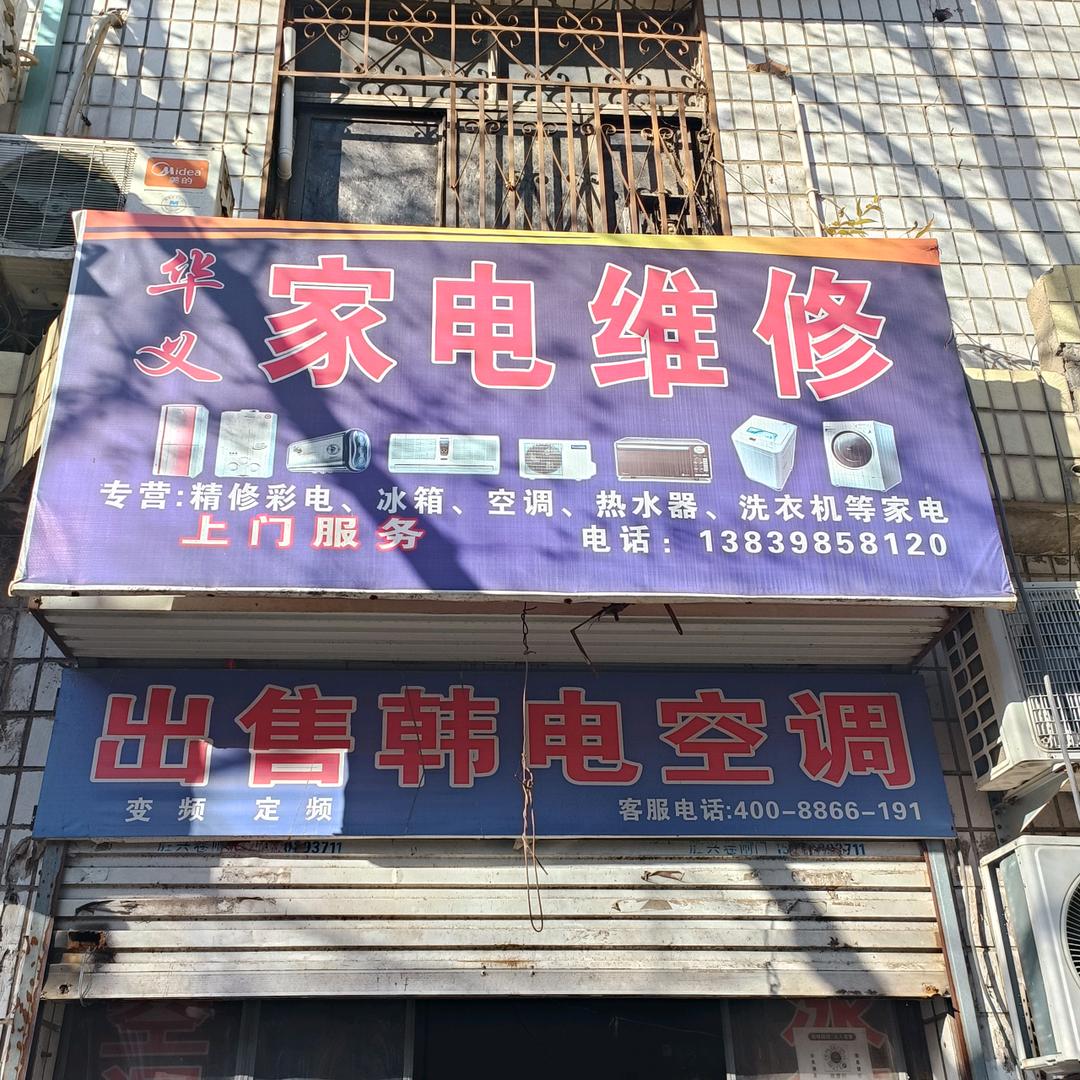 Midea
美的
华义 家电维修
专营:精修彩电、冰箱、空调、热水器、洗衣机等家电
上门服务 电话：13839858120
出售韩电空调
变频 定频 客服电话:400-8866-191